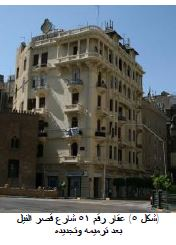 (شكل ٥) عقار رقم ٥١ شارع قصر النيل
بعد ترميمه وتجديده